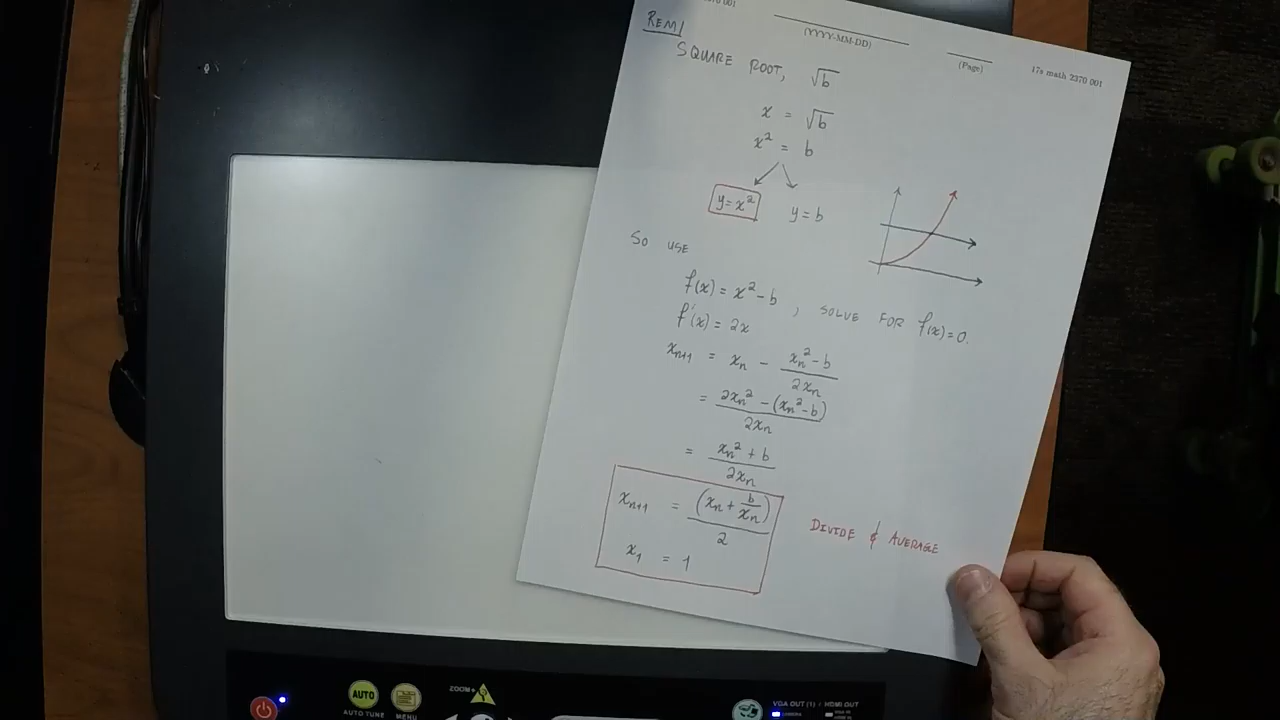 REM/
(YYYY-MM-DD)
(Page)
17s math 2370 001
SQUARE ROOT, √b
x = √b
x² = b
y=x² y=b
SO USE
f(x) = x² - b , SOLVE FOR f(x)=0.
f'(x) = 2x
xₙ₊₁ = xₙ - (xₙ² - b)/(2xₙ)
= (2xₙ² - (xₙ² - b))/(2xₙ)
= (xₙ² + b)/(2xₙ)
xₙ₊₁ = (xₙ + b/xₙ)/2
DIVIDE & AVERAGE
x₁ = 1
AUTO
AUTO TUNE
MENU
ZOOM+
VGA OUT (1) / HDMI OUT